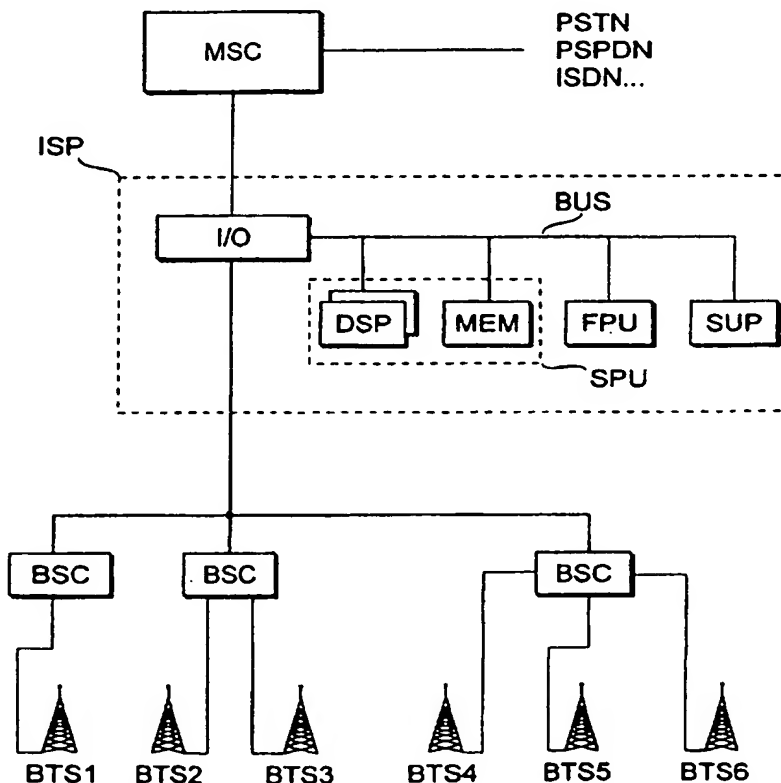 MSC
PSTN
PSPDN
ISDN...
ISP
BUS
I/O
DSP
MEM
FPU
SUP
SPU
BSC
BSC
BSC
BTS1
BTS2
BTS3
BTS4
BTS5
BTS6